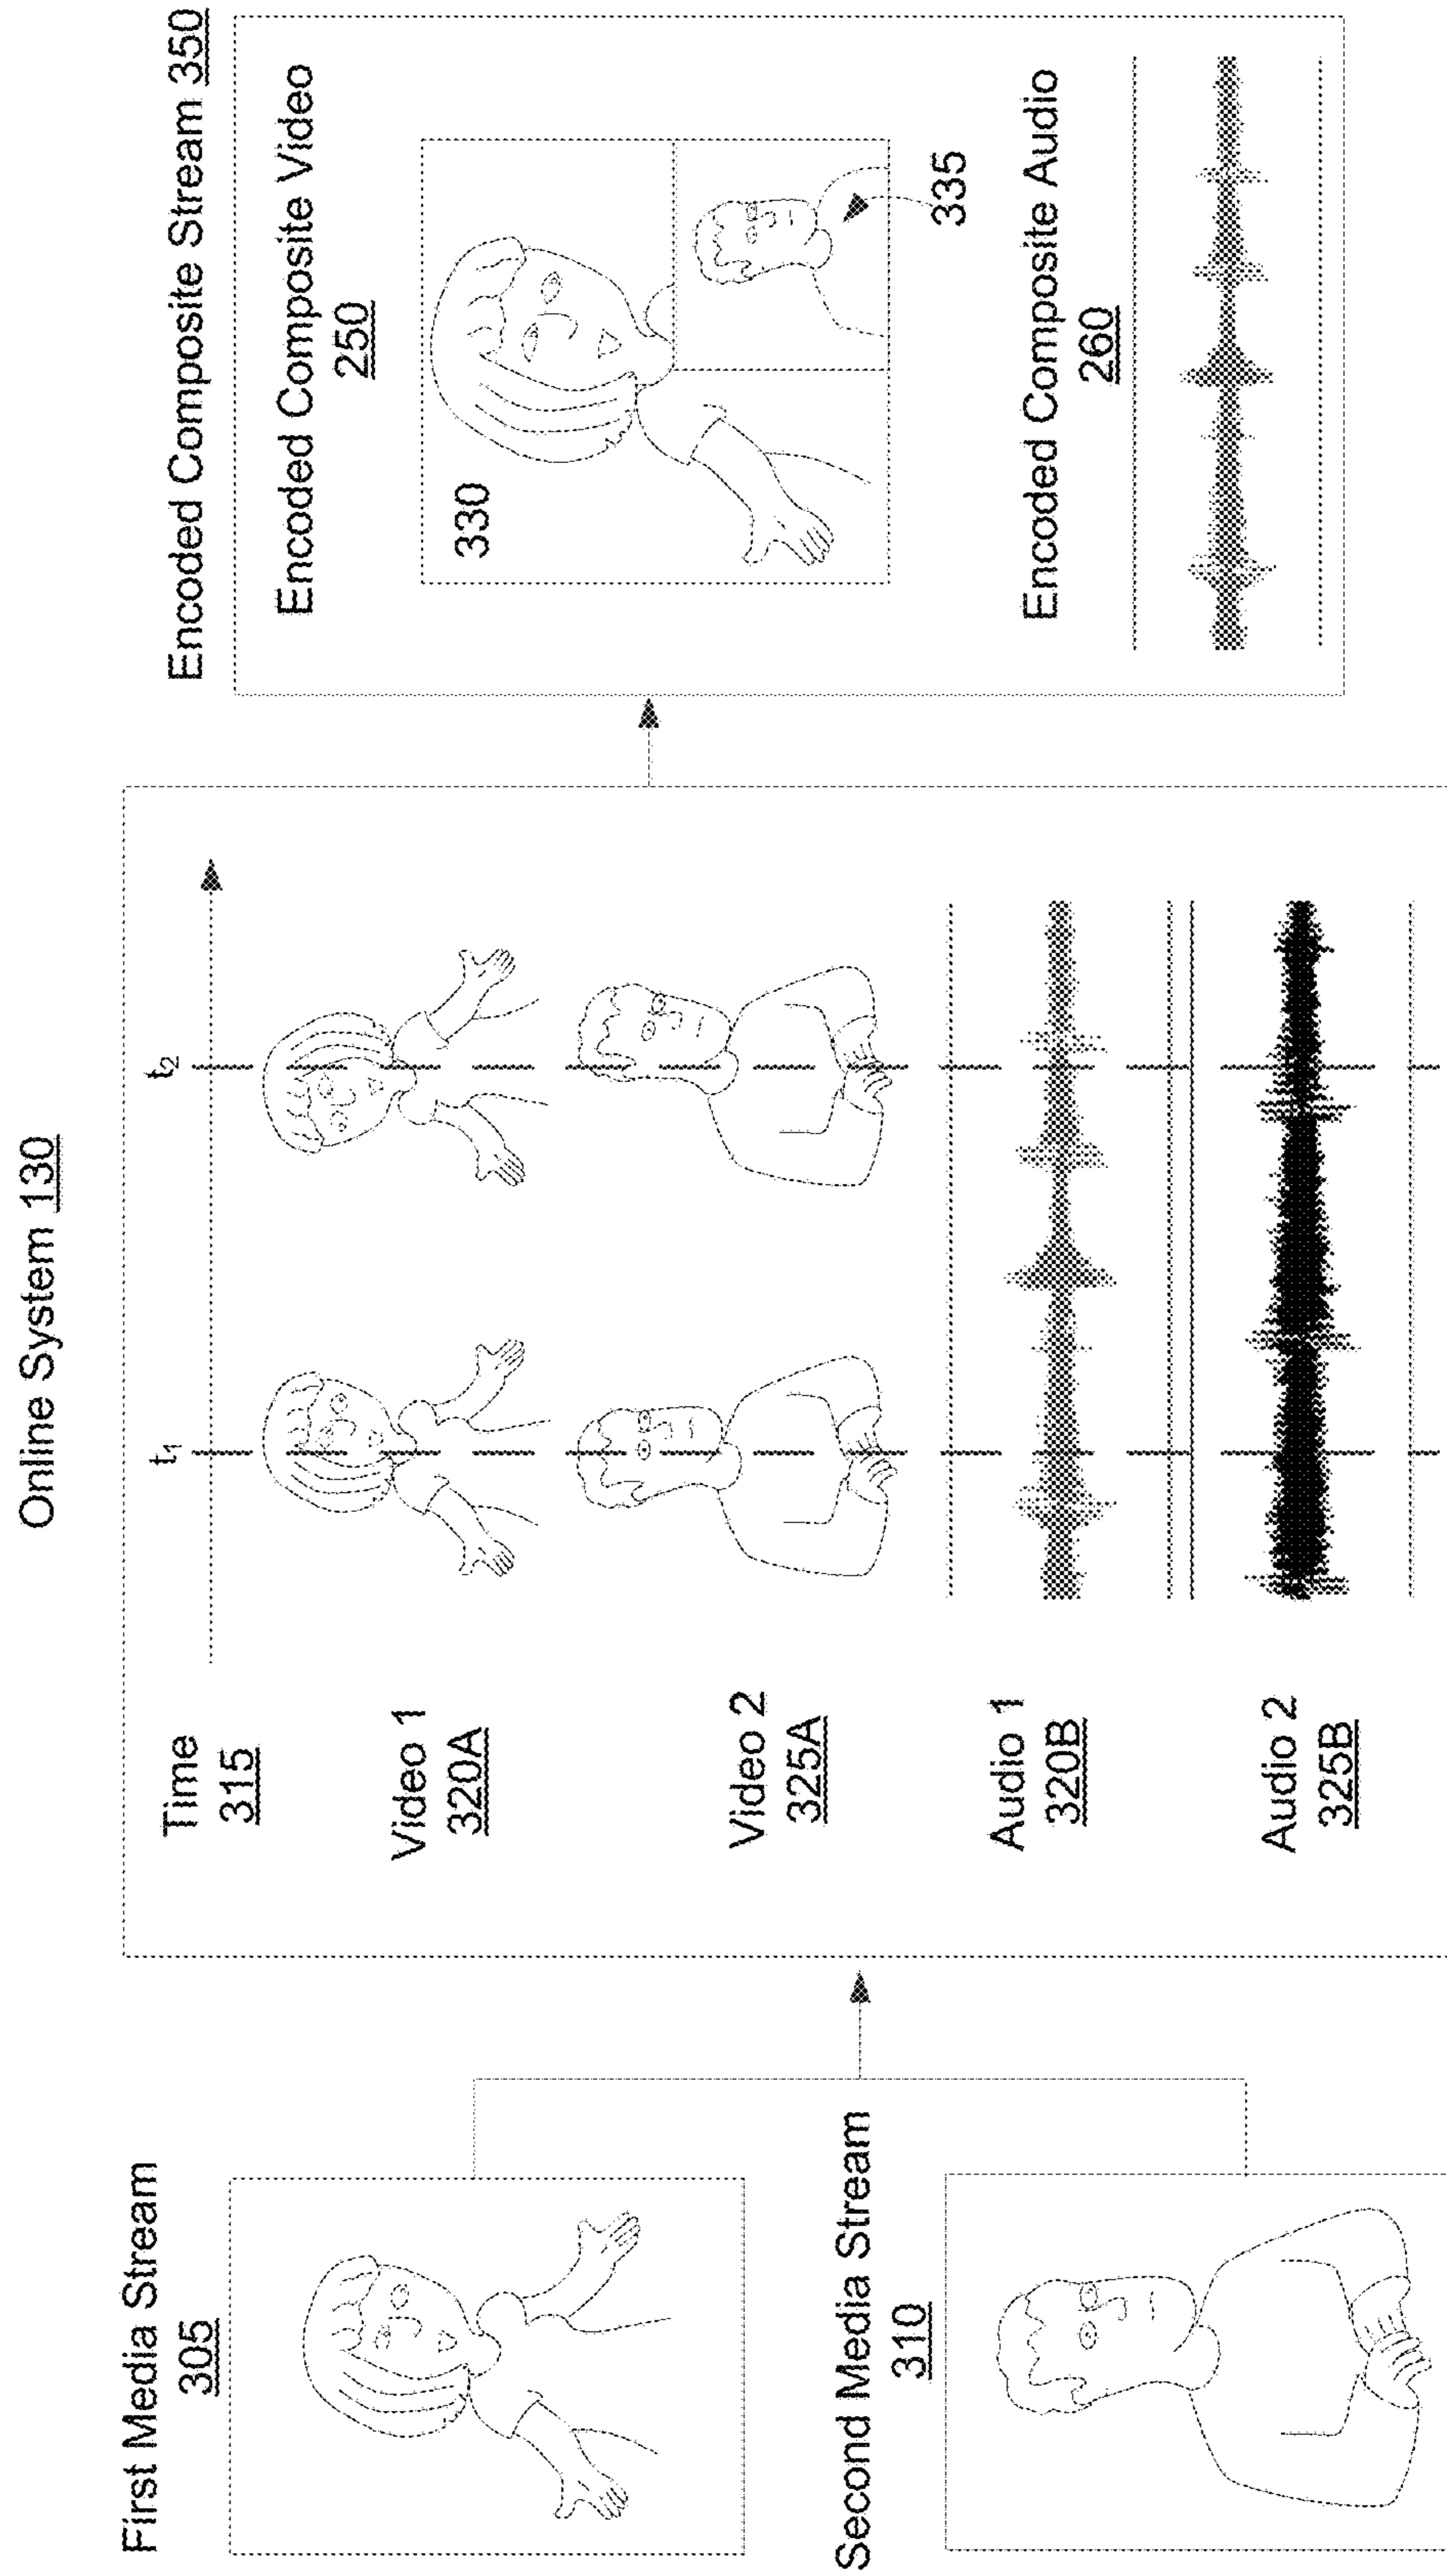 Online System 130
First Media Stream
305
Second Media Stream
310
Time
315
t1
t2
Video 1
320A
Video 2
325A
Audio 1
320B
Audio 2
325B
Encoded Composite Stream 350
Encoded Composite Video
250
330
335
Encoded Composite Audio
260